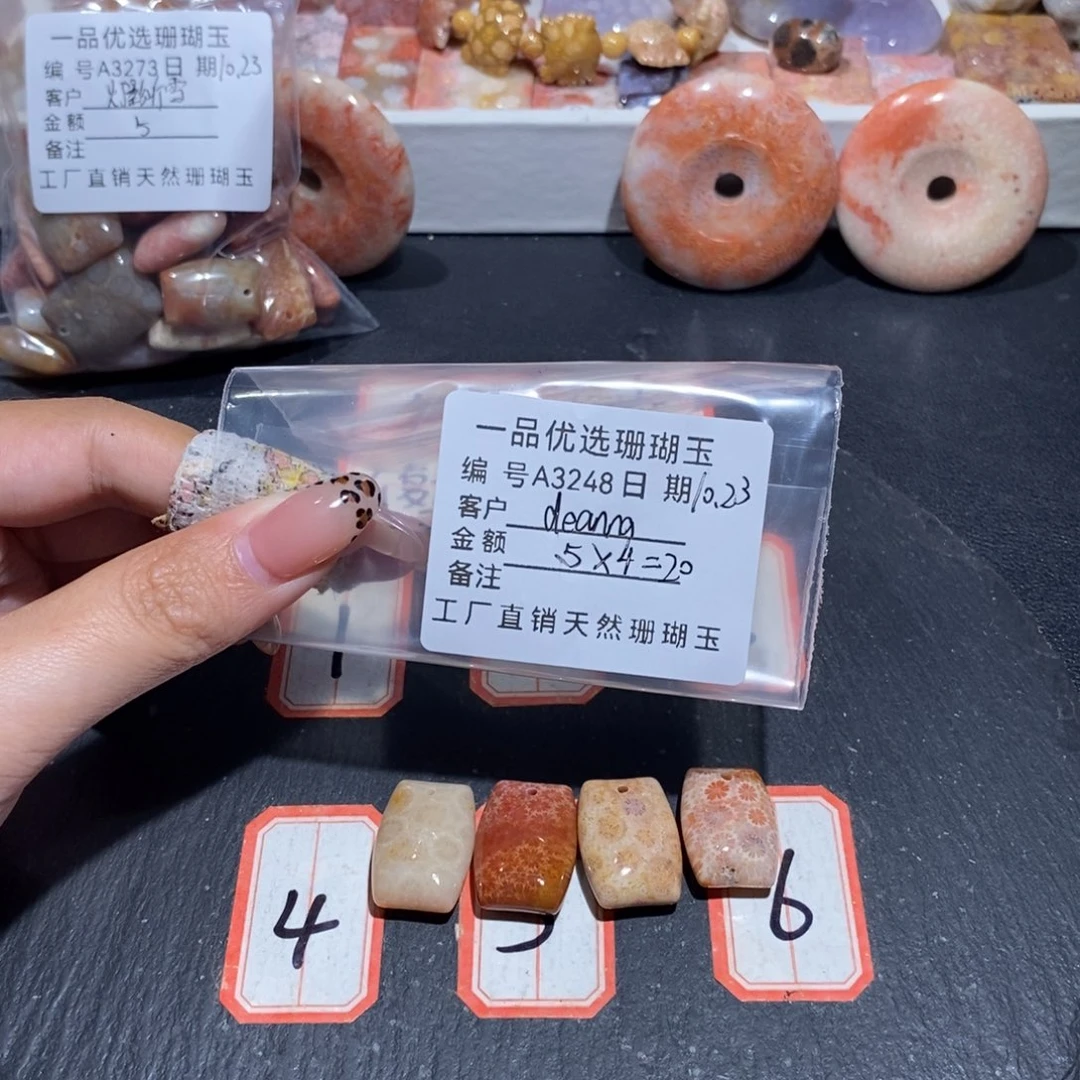 一品优选珊瑚玉
编 号A3273日 期10.23
客户
金额 5
备注
工厂直销天然珊瑚玉
一品优选珊瑚玉
编 号A3248日 期10.23
客户 deanng
金额 5×4=20
备注
工厂直销天然珊瑚玉
1
4
5
6